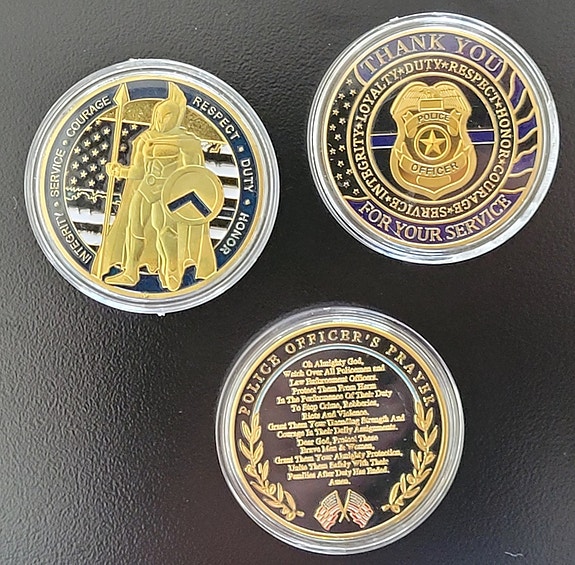 INTEGRITY • SERVICE • COURAGE
RESPECT • DUTY • HONOR
THANK YOU
INTEGRITY★LOYALTY★DUTY★RESPECT★HONOR★COURAGE★SERVICE★
POLICE
OFFICER
FOR YOUR SERVICE
POLICE OFFICER'S PRAYER
Oh Almighty God,
Watch Over All Policemen and
Law Enforcement Officers.
Protect Them From Harm
In The Performance Of Their Duty
To Stop Crime, Robberies,
Riots And Violence.
Grant Them Your Unending Strength And
Courage In Their Daily Assignments.
Dear God, Protect These
Brave Men & Women,
Grant Them Your Almighty Protection,
Unite Them Safely With Their
Families After Duty Has Ended.
Amen.